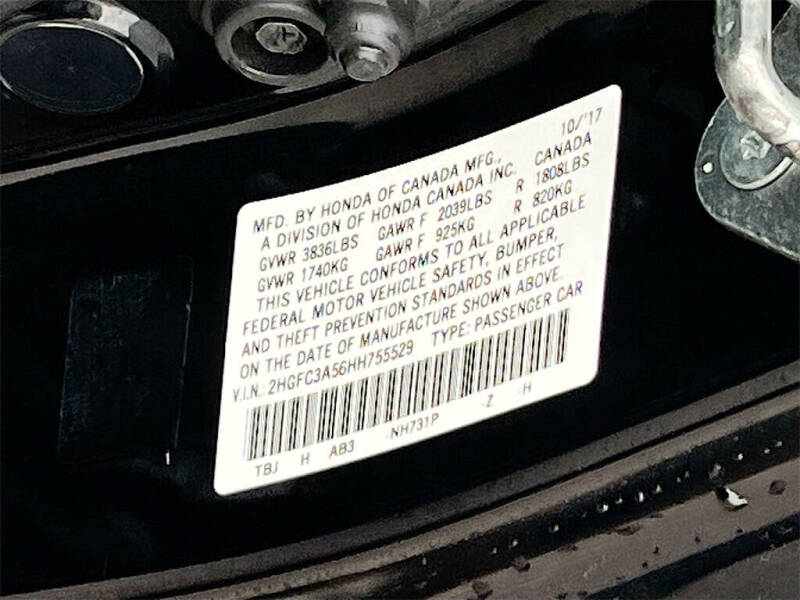 10/'17
MFD. BY HONDA OF CANADA MFG.,
A DIVISION OF HONDA CANADA INC. CANADA
GVWR 3836LBS GAWR F 2039LBS R 1808LBS
GVWR 1740KG GAWR F 925KG R 820KG
THIS VEHICLE CONFORMS TO ALL APPLICABLE
FEDERAL MOTOR VEHICLE SAFETY, BUMPER,
AND THEFT PREVENTION STANDARDS IN EFFECT
ON THE DATE OF MANUFACTURE SHOWN ABOVE.
V.I.N.: 2HGFC3A56HH755529 TYPE: PASSENGER CAR
TBJ H AB3 -NH731P -Z -H